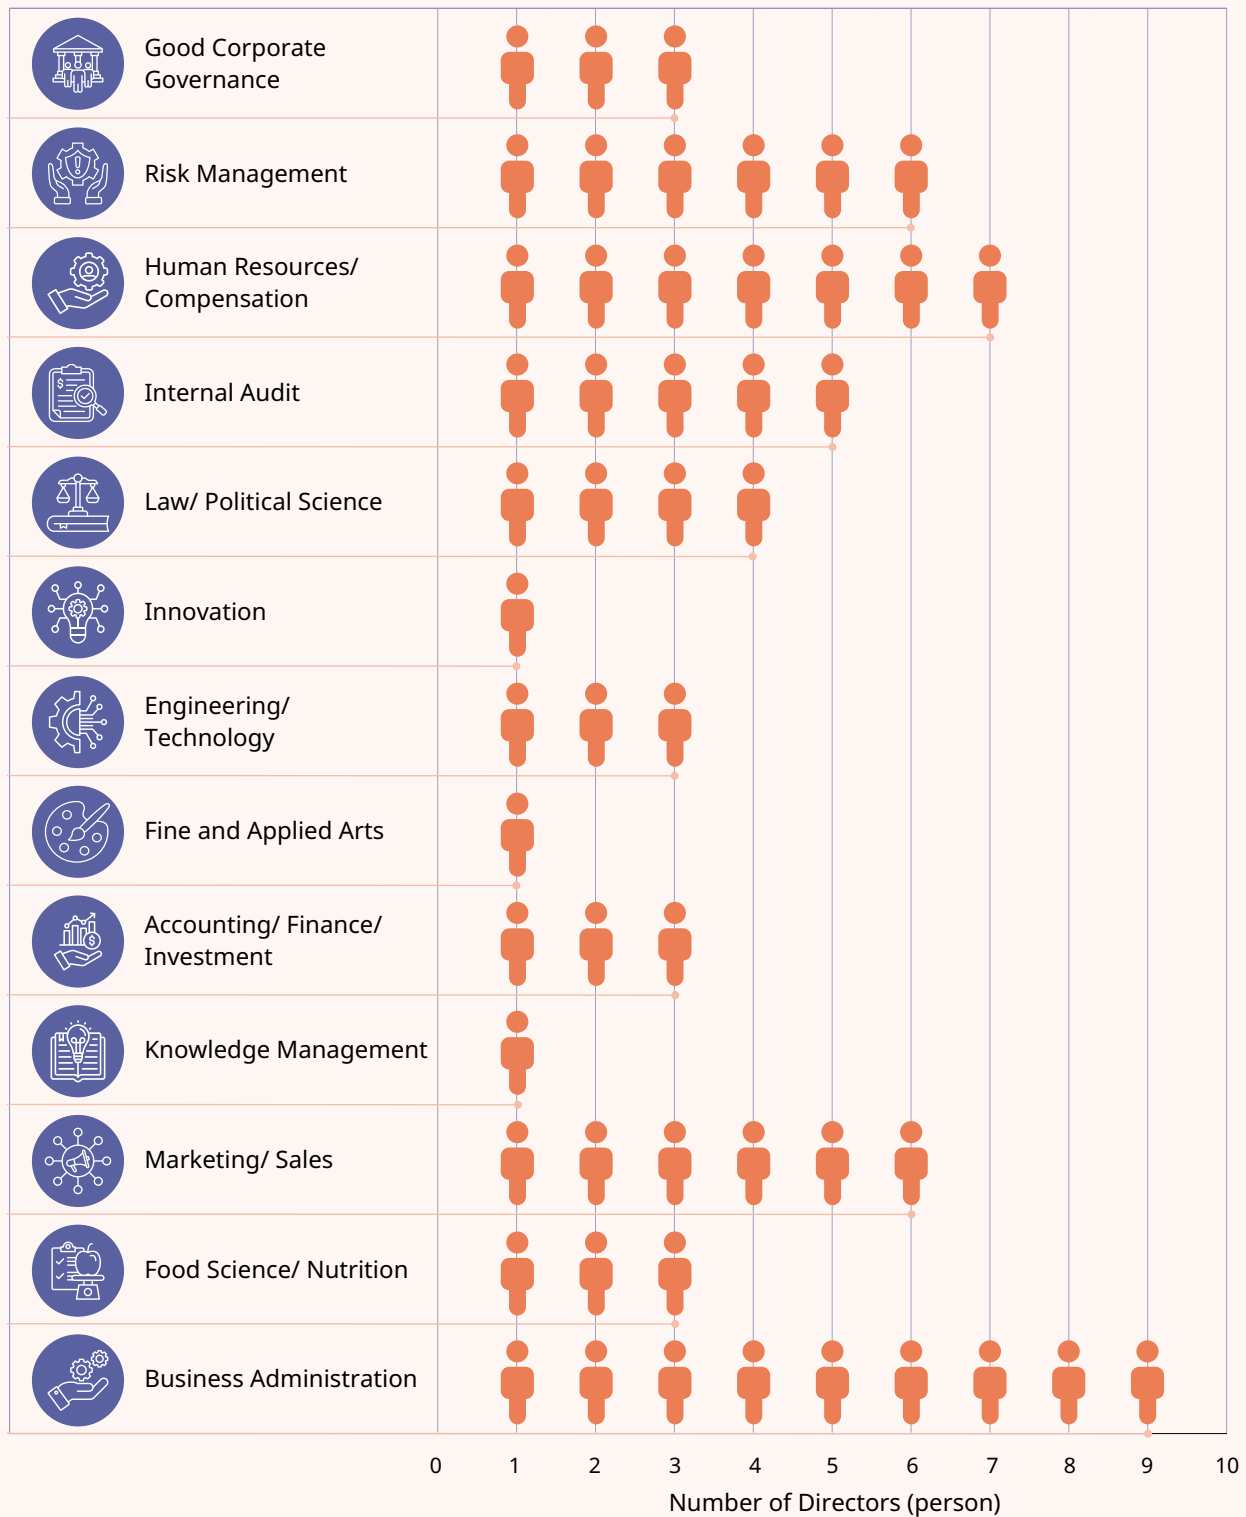 Good Corporate
Governance
Risk Management
Human Resources/
Compensation
Internal Audit
Law/ Political Science
Innovation
Engineering/
Technology
Fine and Applied Arts
Accounting/ Finance/
Investment
Knowledge Management
Marketing/ Sales
Food Science/ Nutrition
Business Administration
0 1 2 3 4 5 6 7 8 9 10
Number of Directors (person)